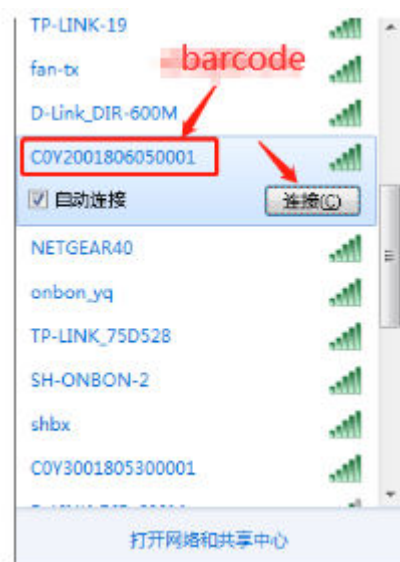 TP-LINK-19
fan-tx
barcode
D-Link_DIR-600M
C0Y2001806050001
自动连接
连接(C)
NETGEAR40
onbon_yq
TP-LINK_75D528
SH-ONBON-2
shbx
C0Y3001805300001
打开网络和共享中心